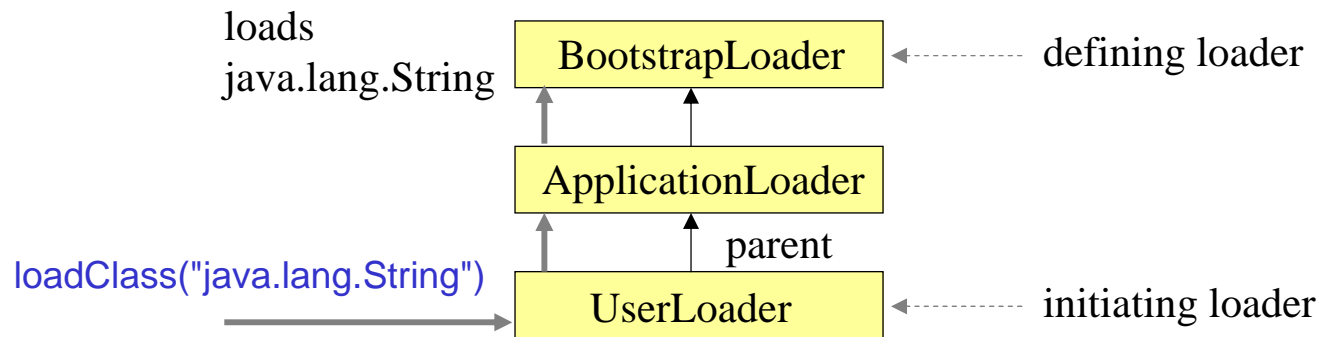 loads
java.lang.String
BootstrapLoader
defining loader
ApplicationLoader
parent
loadClass("java.lang.String")
UserLoader
initiating loader